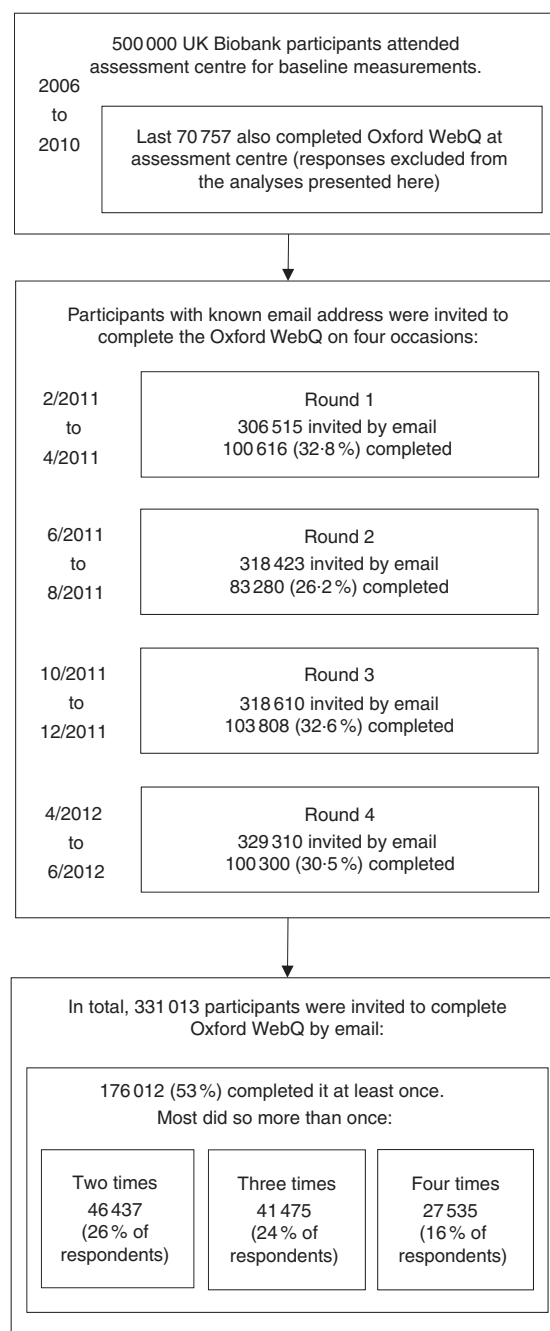 500 000 UK Biobank participants attended
assessment centre for baseline measurements.
2006
to
2010
Last 70 757 also completed Oxford WebQ at
assessment centre (responses excluded from
the analyses presented here)
Participants with known email address were invited to
complete the Oxford WebQ on four occasions:
2/2011
to
4/2011
Round 1
306 515 invited by email
100 616 (32·8 %) completed
6/2011
to
8/2011
Round 2
318 423 invited by email
83 280 (26·2 %) completed
10/2011
to
12/2011
Round 3
318 610 invited by email
103 808 (32·6 %) completed
4/2012
to
6/2012
Round 4
329 310 invited by email
100 300 (30·5 %) completed
In total, 331 013 participants were invited to complete
Oxford WebQ by email:
176 012 (53 %) completed it at least once.
Most did so more than once:
Two times
46 437
(26 % of
respondents)
Three times
41 475
(24 % of
respondents)
Four times
27 535
(16 % of
respondents)